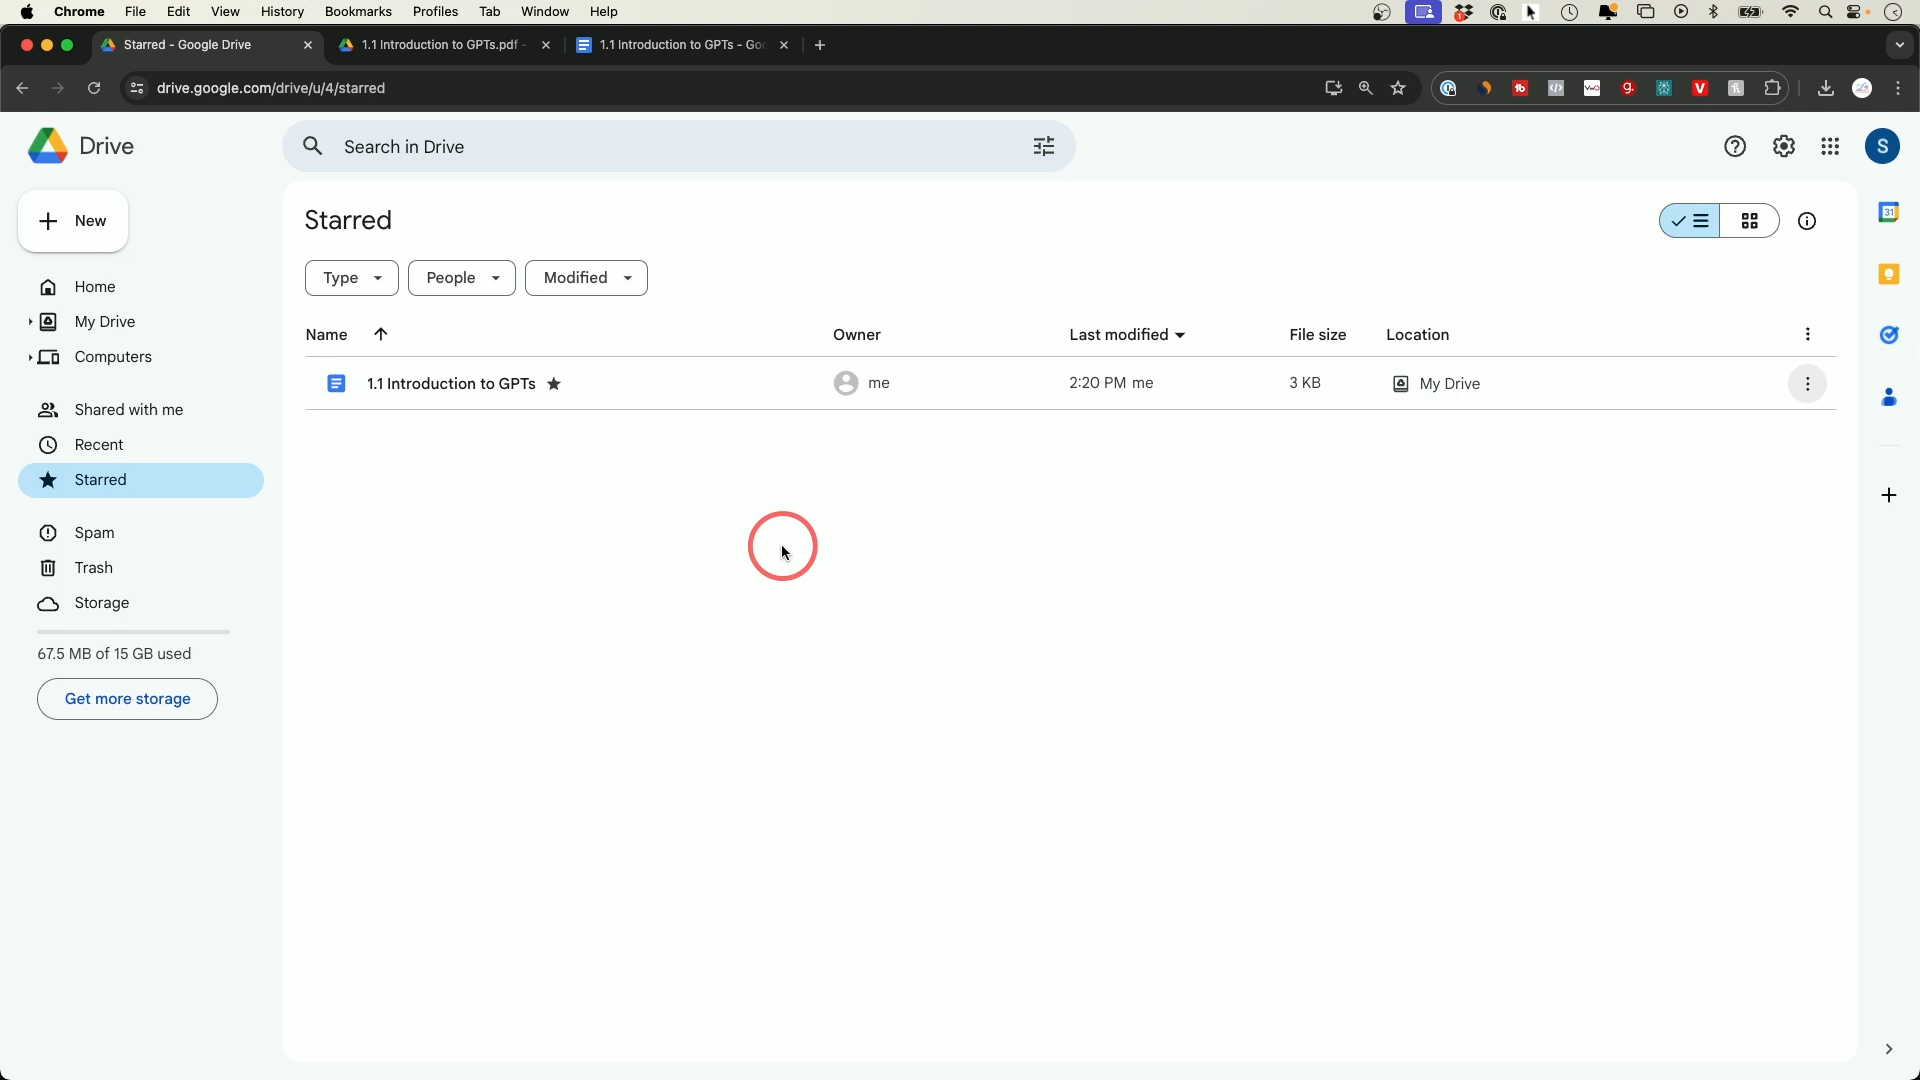 Chrome File Edit View History Bookmarks Profiles Tab Window Help
Starred - Google Drive
1.1 Introduction to GPTs.pdf -
1.1 Introduction to GPTs - Goo
drive.google.com/drive/u/4/starred
Drive
Search in Drive
S
New
Starred
Type
People
Modified
Home
My Drive
Computers
Shared with me
Recent
Starred
Spam
Trash
Storage
67.5 MB of 15 GB used
Get more storage
Name Owner Last modified File size Location
1.1 Introduction to GPTs me 2:20 PM me 3 KB My Drive
31